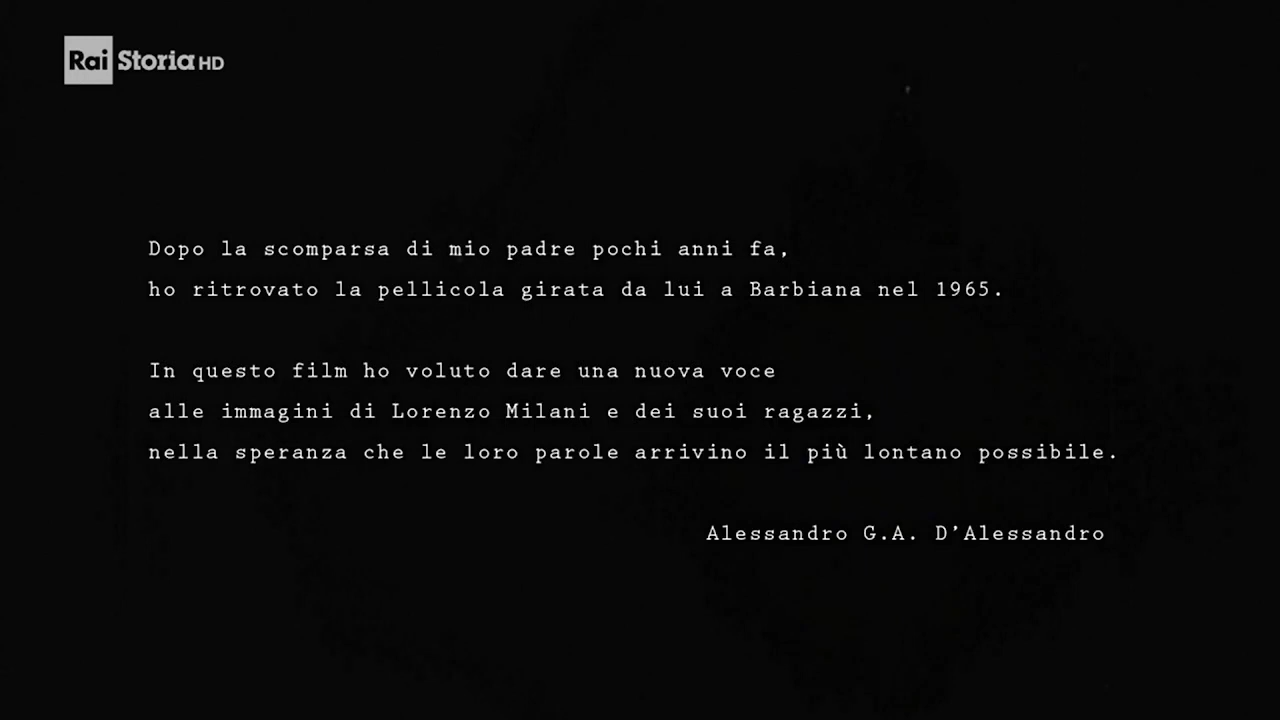 Rai Storia HD
Dopo la scomparsa di mio padre pochi anni fa,
ho ritrovato la pellicola girata da lui a Barbiana nel 1965.
In questo film ho voluto dare una nuova voce
alle immagini di Lorenzo Milani e dei suoi ragazzi,
nella speranza che le loro parole arrivino il più lontano possibile.
Alessandro G.A. D'Alessandro